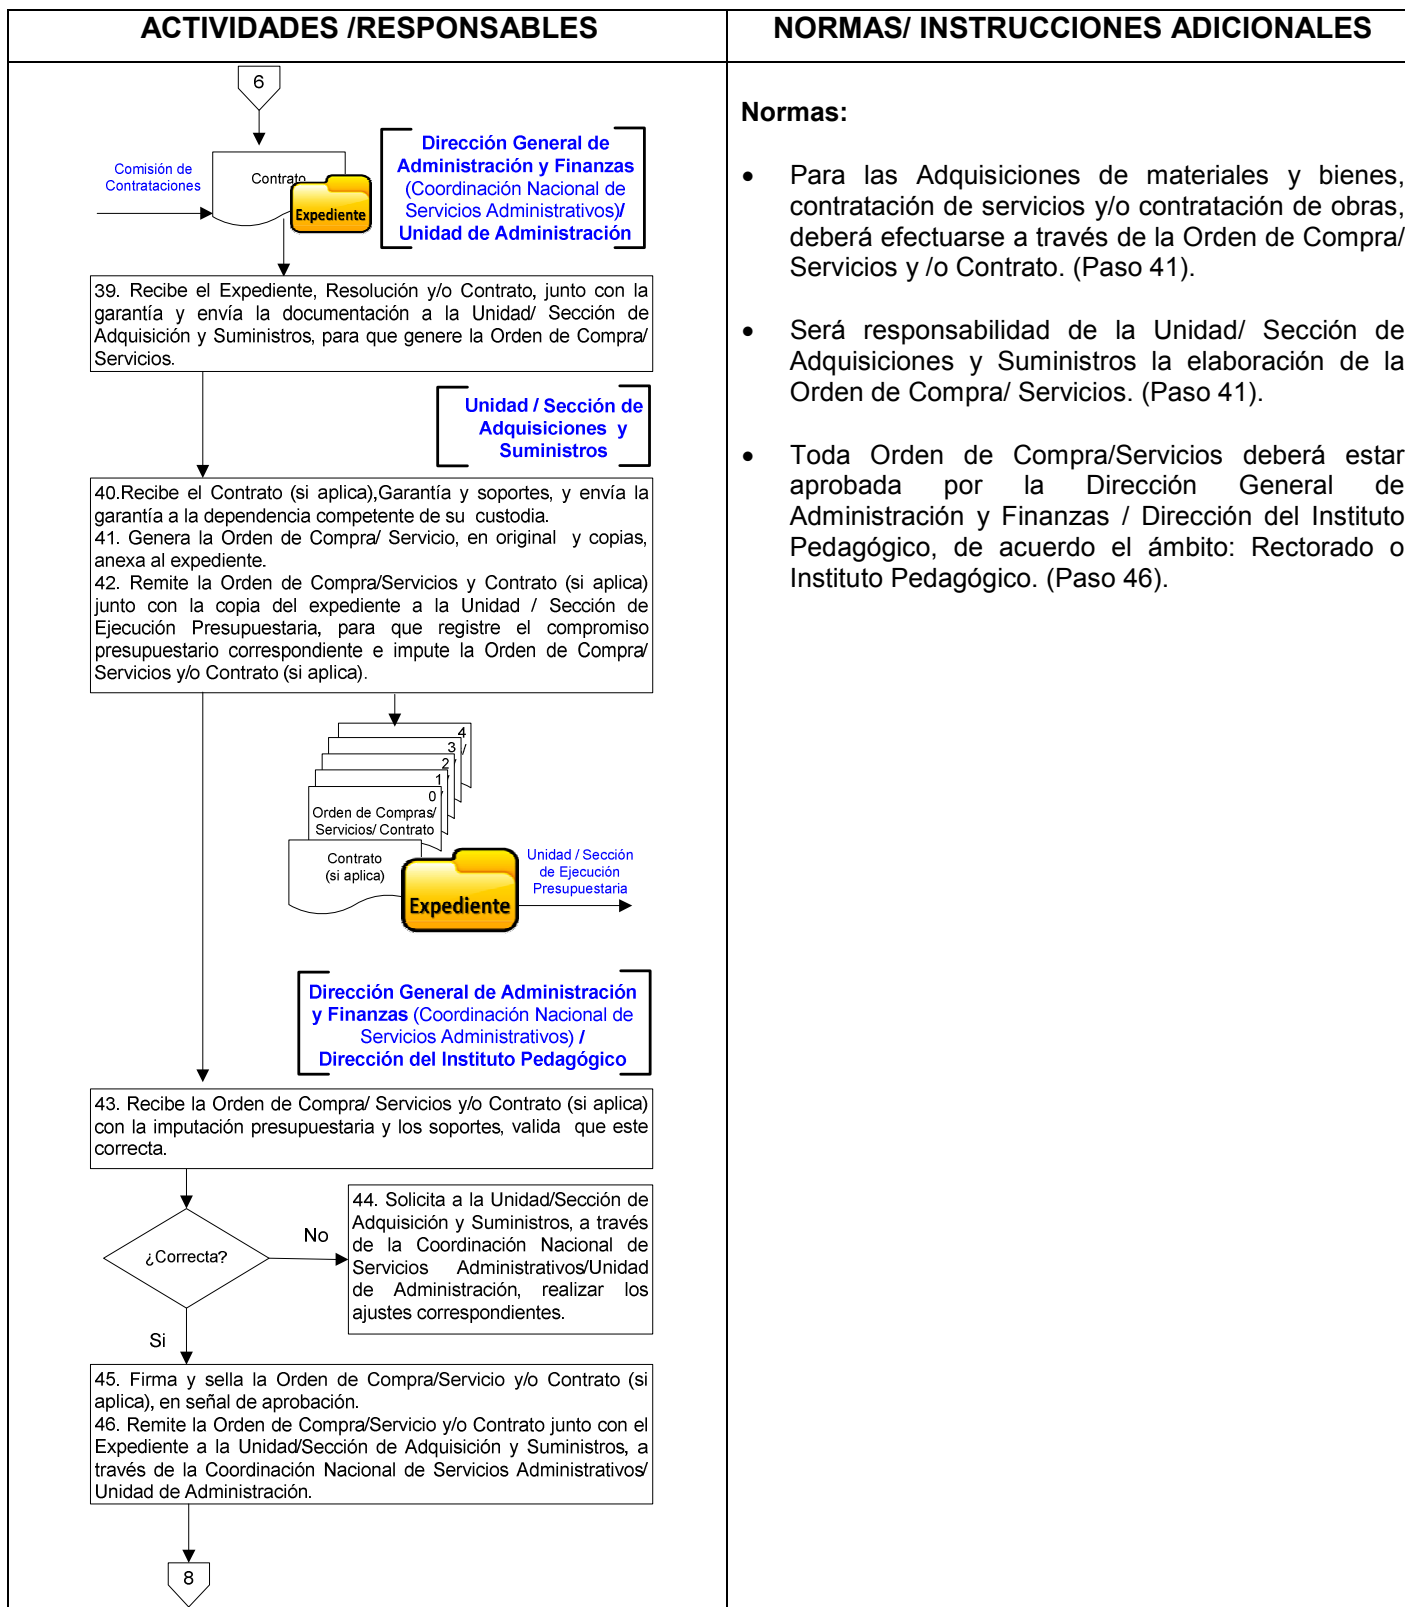 ACTIVIDADES /RESPONSABLES
NORMAS/ INSTRUCCIONES ADICIONALES
6
Comisión de
Contrataciones
Contrato
Expediente
Dirección General de
Administración y Finanzas
(Coordinación Nacional de
Servicios Administrativos)/
Unidad de Administración
39. Recibe el Expediente, Resolución y/o Contrato, junto con la
garantía y envía la documentación a la Unidad/ Sección de
Adquisición y Suministros, para que genere la Orden de Compra/
Servicios.
Unidad / Sección de
Adquisiciones y
Suministros
40.Recibe el Contrato (si aplica),Garantía y soportes, y envía la
garantía a la dependencia competente de su custodia.
41. Genera la Orden de Compra/ Servicio, en original y copias,
anexa al expediente.
42. Remite la Orden de Compra/Servicios y Contrato (si aplica)
junto con la copia del expediente a la Unidad / Sección de
Ejecución Presupuestaria, para que registre el compromiso
presupuestario correspondiente e impute la Orden de Compra/
Servicios y/o Contrato (si aplica).
4
3 /
2
1
0
Orden de Compras/
Servicios/ Contrato
Contrato
(si aplica)
Expediente
Unidad / Sección
de Ejecución
Presupuestaria
Dirección General de Administración
y Finanzas (Coordinación Nacional de
Servicios Administrativos) /
Dirección del Instituto Pedagógico
43. Recibe la Orden de Compra/ Servicios y/o Contrato (si aplica)
con la imputación presupuestaria y los soportes, valida que este
correcta.
¿Correcta?
No
44. Solicita a la Unidad/Sección de
Adquisición y Suministros, a través
de la Coordinación Nacional de
Servicios Administrativos/Unidad
de Administración, realizar los
ajustes correspondientes.
Si
45. Firma y sella la Orden de Compra/Servicio y/o Contrato (si
aplica), en señal de aprobación.
46. Remite la Orden de Compra/Servicio y/o Contrato junto con el
Expediente a la Unidad/Sección de Adquisición y Suministros, a
través de la Coordinación Nacional de Servicios Administrativos/
Unidad de Administración.
8
Normas:
• Para las Adquisiciones de materiales y bienes,
contratación de servicios y/o contratación de obras,
deberá efectuarse a través de la Orden de Compra/
Servicios y /o Contrato. (Paso 41).
• Será responsabilidad de la Unidad/ Sección de
Adquisiciones y Suministros la elaboración de la
Orden de Compra/ Servicios. (Paso 41).
• Toda Orden de Compra/Servicios deberá estar
aprobada por la Dirección General de
Administración y Finanzas / Dirección del Instituto
Pedagógico, de acuerdo el ámbito: Rectorado o
Instituto Pedagógico. (Paso 46).